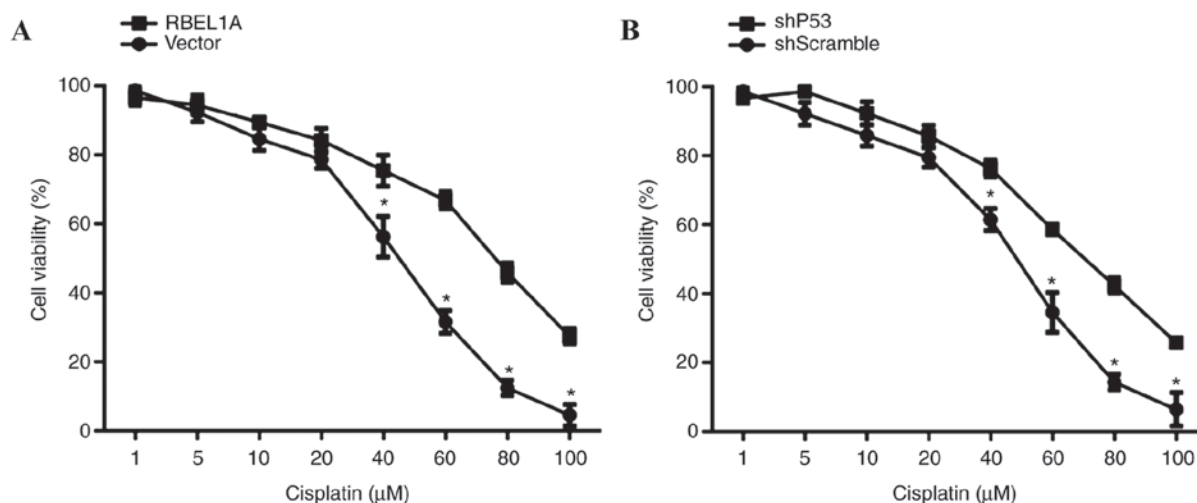 A
RBEL1A
Vector
100
80
60
40
20
0
Cell viability (%)
*
*
*
*
1 5 10 20 40 60 80 100
Cisplatin (μM)
B
shP53
shScramble
100
80
60
40
20
0
Cell viability (%)
*
*
*
*
1 5 10 20 40 60 80 100
Cisplatin (μM)